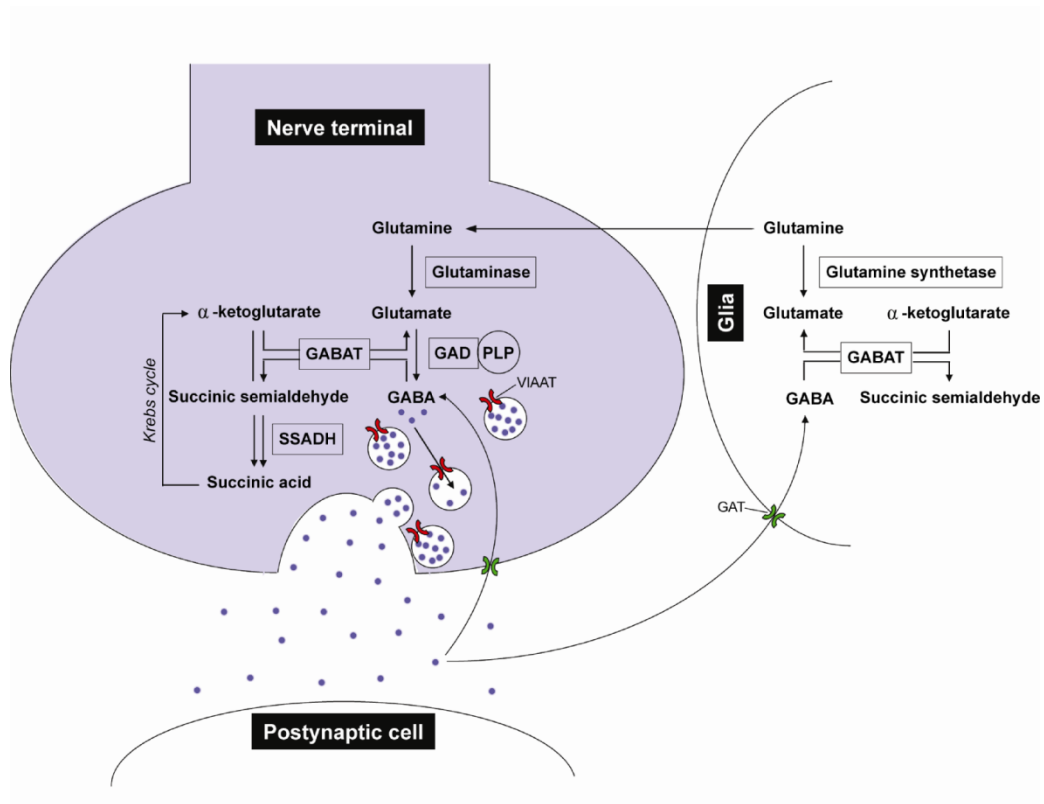 Nerve terminal
Glutamine
Glutaminase
Glutamate
α-ketoglutarate
GABAT
GAD
PLP
Krebs cycle
Succinic semialdehyde
GABA
VIAAT
SSADH
Succinic acid
Glia
Glutamine
Glutamine synthetase
Glutamate
α-ketoglutarate
GABAT
GABA
Succinic semialdehyde
GAT
Postynaptic cell